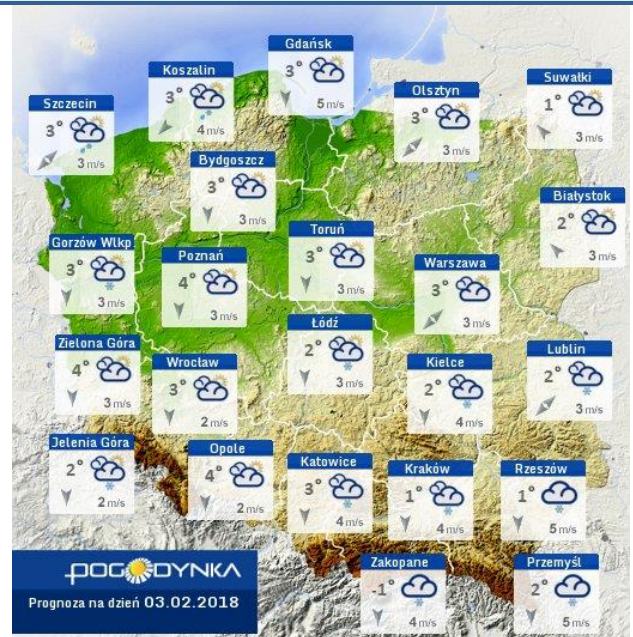 Gdańsk
3°
5 m/s
Koszalin
3°
4 m/s
Olsztyn
3°
3 m/s
Suwałki
1°
3 m/s
Szczecin
3°
3 m/s
Bydgoszcz
3°
3 m/s
Białystok
2°
3 m/s
Gorzów Wlkp
3°
3 m/s
Poznań
4°
3 m/s
Toruń
3°
3 m/s
Warszawa
3°
3 m/s
Zielona Góra
4°
3 m/s
Wrocław
3°
2 m/s
Łódź
2°
3 m/s
Kielce
2°
4 m/s
Lublin
2°
3 m/s
Jelenia Góra
2°
2 m/s
Opole
4°
2 m/s
Katowice
3°
4 m/s
Kraków
1°
4 m/s
Rzeszów
1°
5 m/s
Zakopane
-1°
4 m/s
Przemyśl
2°
5 m/s
POGODYNKA
Prognoza na dzień 03.02.2018